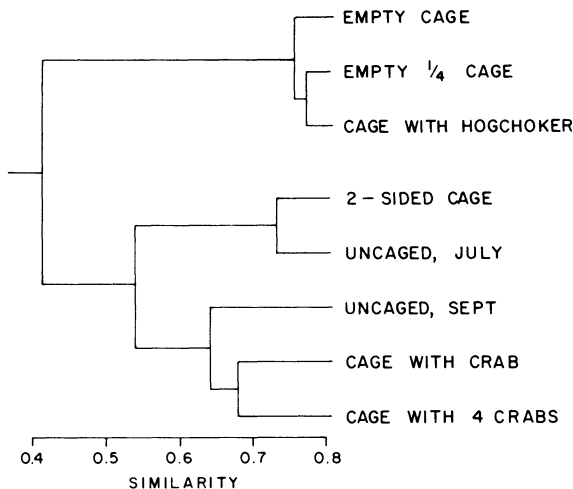 EMPTY CAGE
EMPTY ¼ CAGE
CAGE WITH HOGCHOKER
2-SIDED CAGE
UNCAGED, JULY
UNCAGED, SEPT
CAGE WITH CRAB
CAGE WITH 4 CRABS
0.4 0.5 0.6 0.7 0.8
SIMILARITY